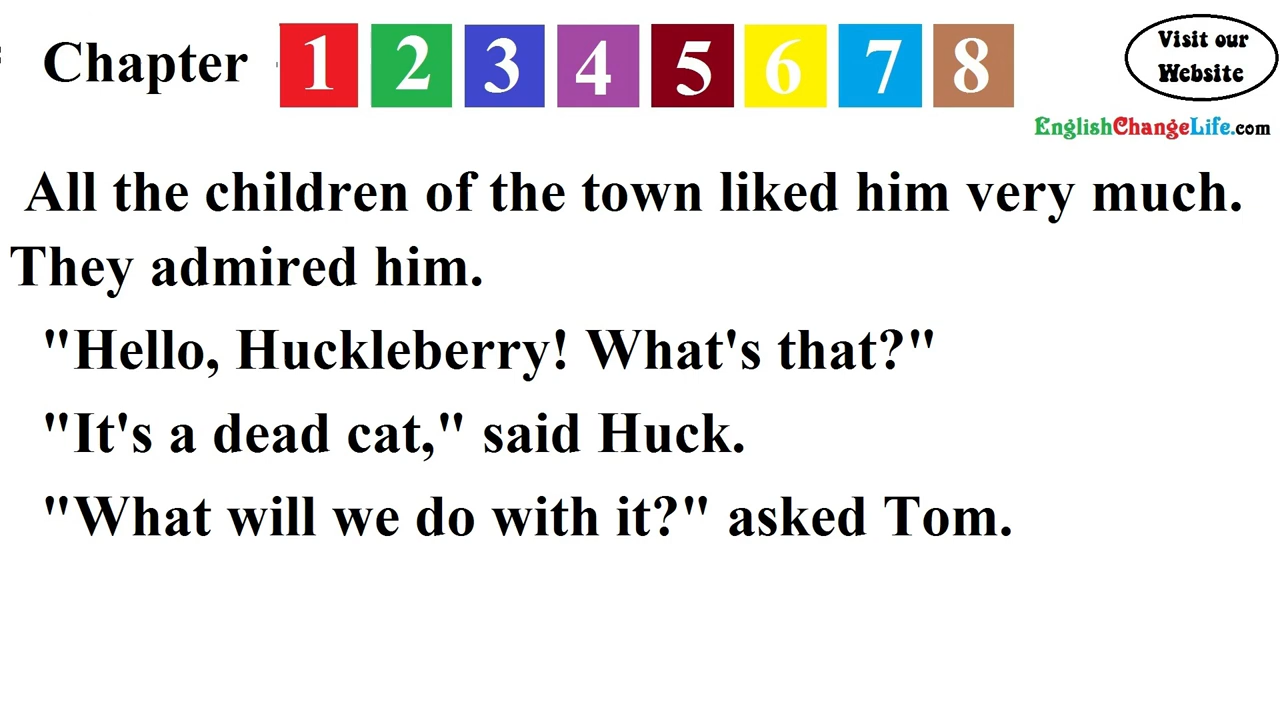 Chapter 1 2 3 4 5 6 7 8
Visit our
Website
EnglishChangeLife.com
All the children of the town liked him very much.
They admired him.
"Hello, Huckleberry! What's that?"
"It's a dead cat," said Huck.
"What will we do with it?" asked Tom.